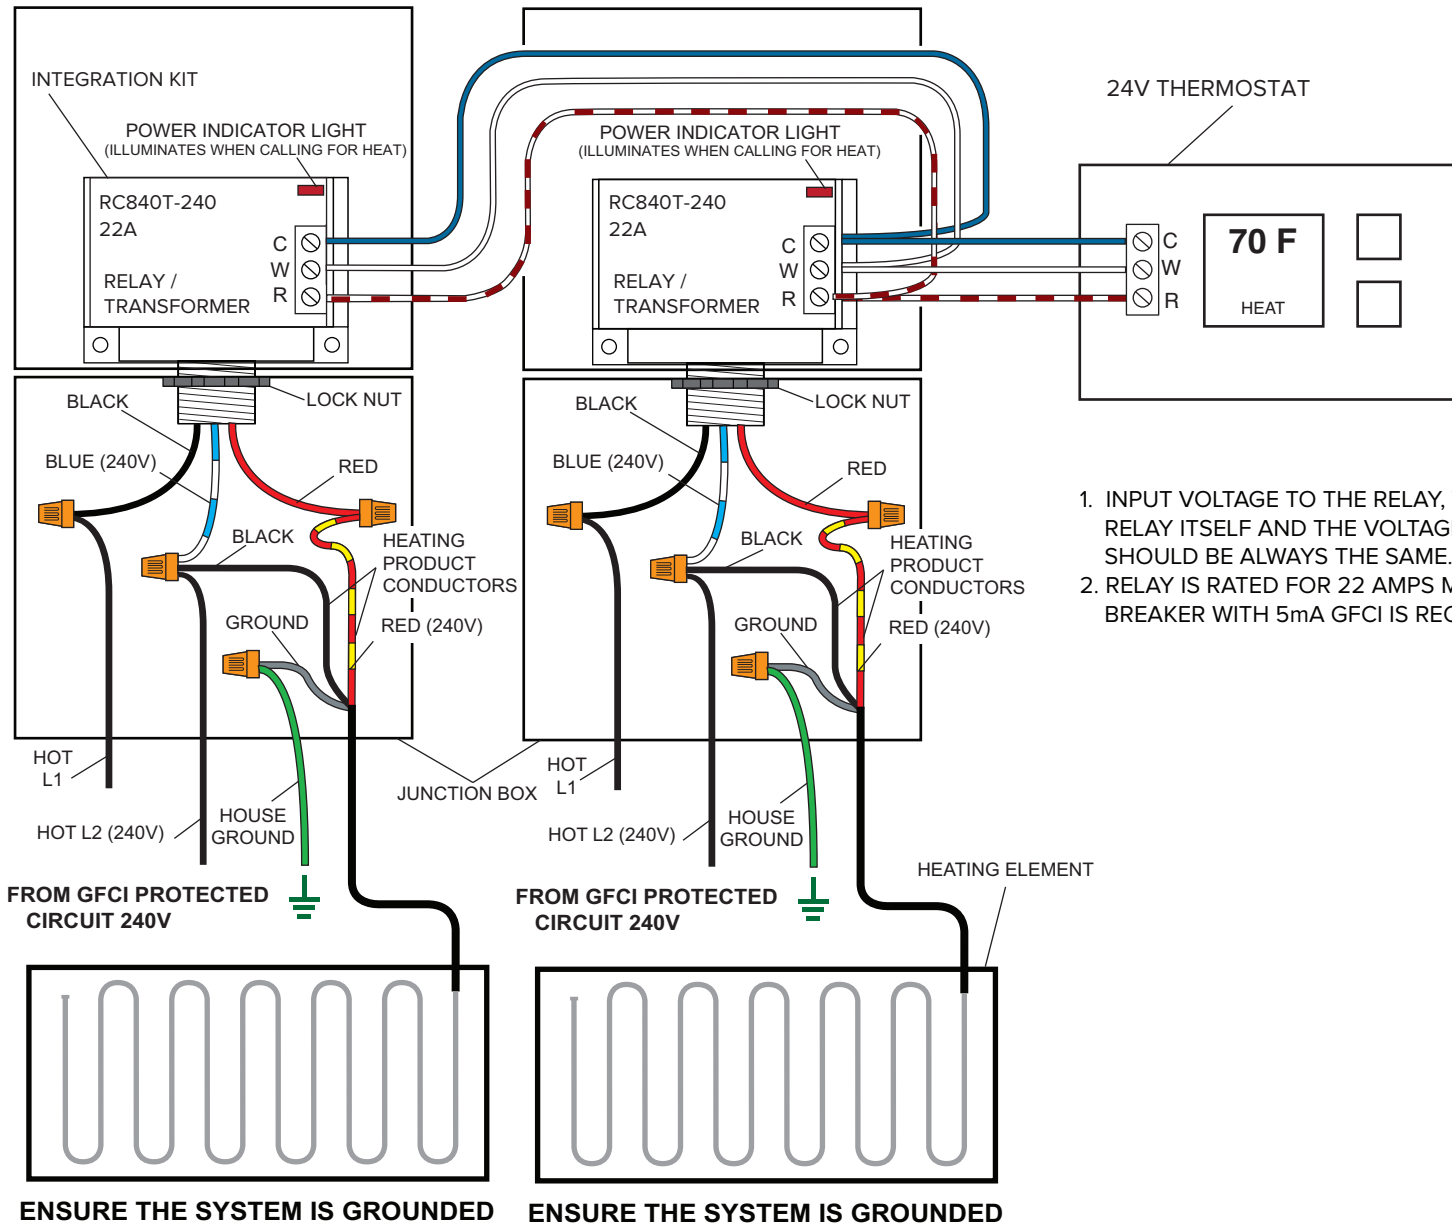 INTEGRATION KIT
POWER INDICATOR LIGHT
(ILLUMINATES WHEN CALLING FOR HEAT)
RC840T-240
22A
RELAY /
TRANSFORMER
C
W
R
LOCK NUT
BLACK
BLUE (240V)
RED
BLACK
HEATING
PRODUCT
CONDUCTORS
GROUND
RED (240V)
HOT
L1
HOT L2 (240V)
HOUSE
GROUND
FROM GFCI PROTECTED
CIRCUIT 240V
ENSURE THE SYSTEM IS GROUNDED
JUNCTION BOX
POWER INDICATOR LIGHT
(ILLUMINATES WHEN CALLING FOR HEAT)
RC840T-240
22A
RELAY /
TRANSFORMER
C
W
R
LOCK NUT
BLACK
BLUE (240V)
RED
BLACK
HEATING
PRODUCT
CONDUCTORS
GROUND
RED (240V)
HOT
L1
HOT L2 (240V)
HOUSE
GROUND
FROM GFCI PROTECTED
CIRCUIT 240V
HEATING ELEMENT
ENSURE THE SYSTEM IS GROUNDED
24V THERMOSTAT
C
W
R
70 F
HEAT
1. INPUT VOLTAGE TO THE RELAY,
RELAY ITSELF AND THE
SHOULD BE ALWAYS THE SAME.
2. RELAY IS RATED FOR 22 AMPS
BREAKER WITH 5mA GFCI IS